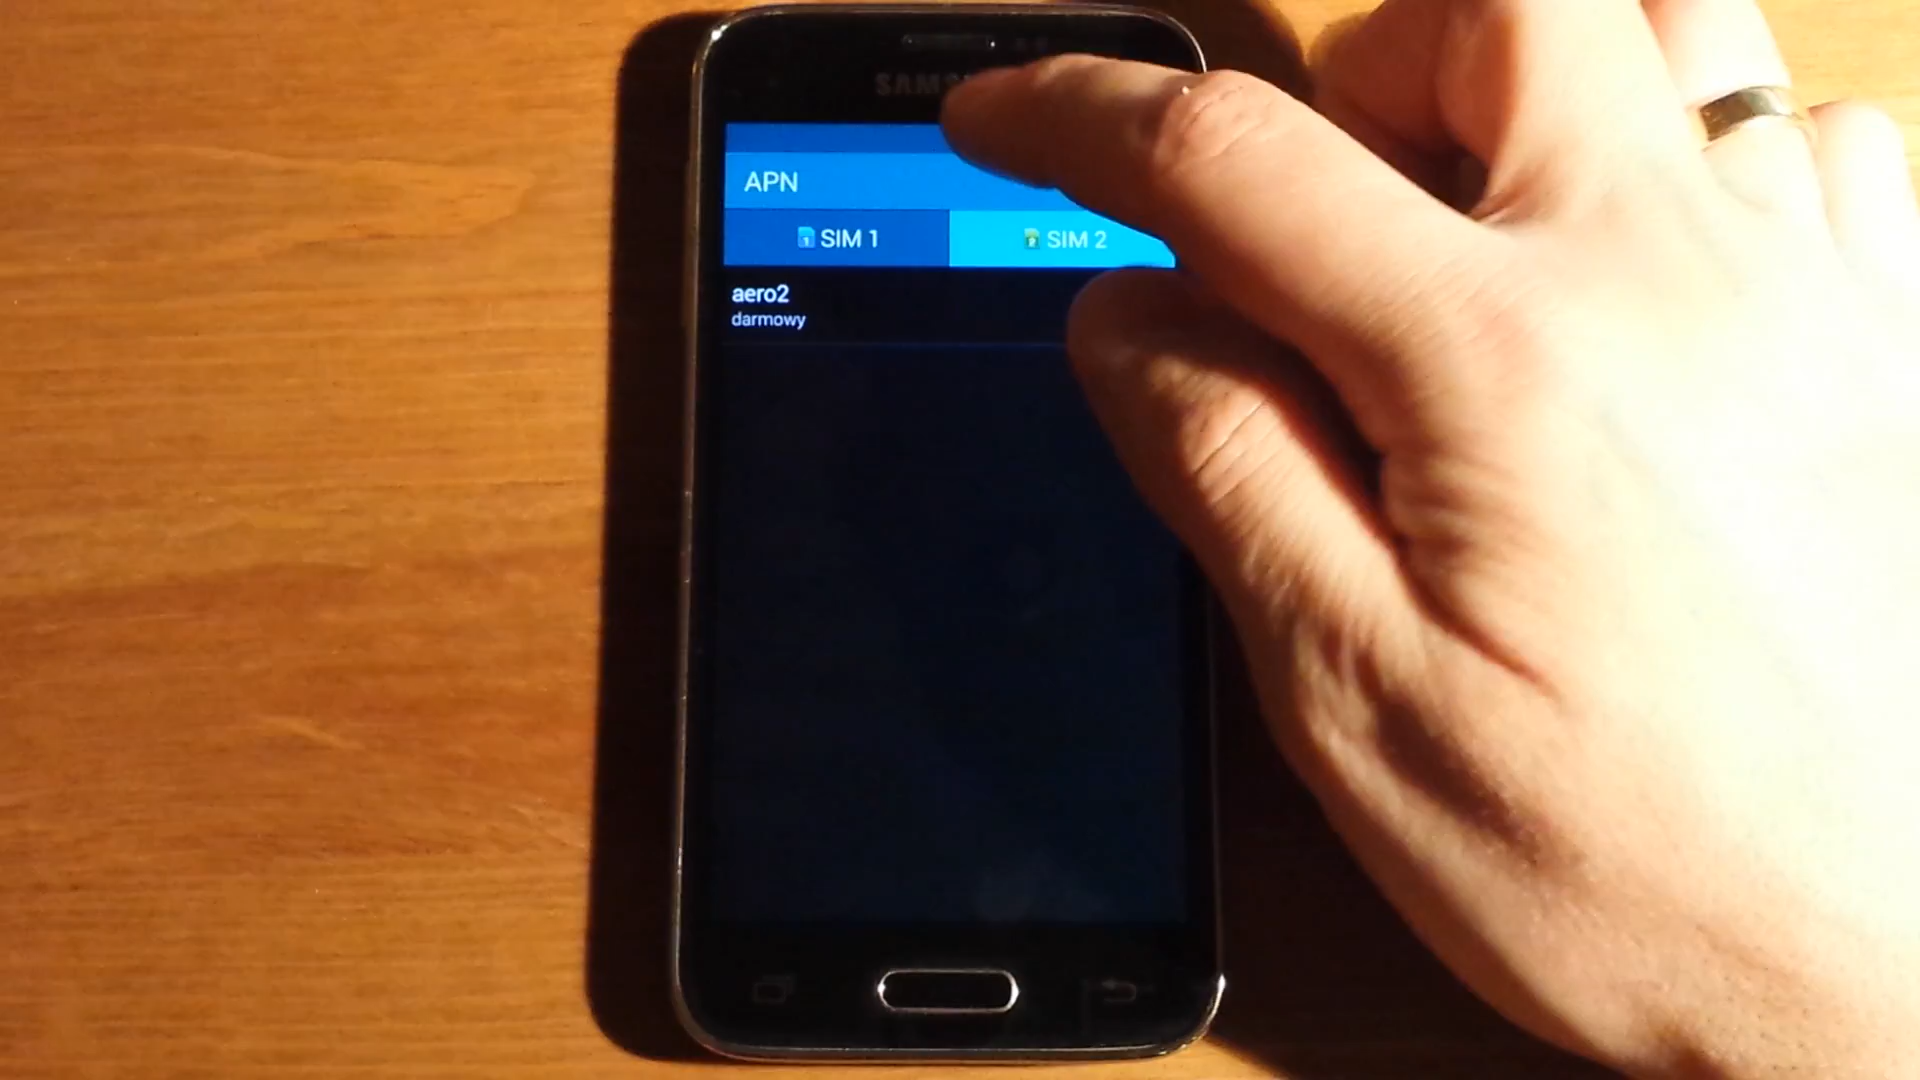 APN
SIM 1
SIM 2
aero2
darmowy